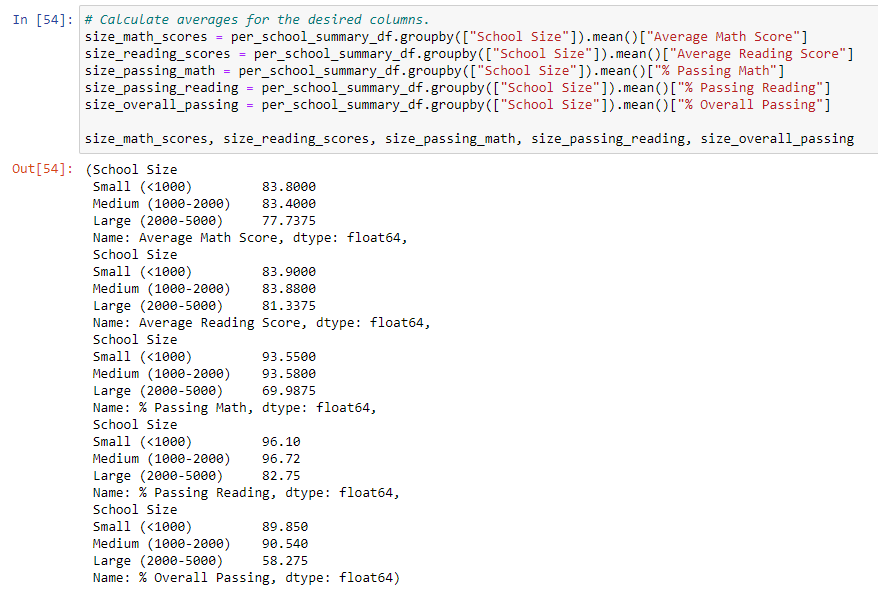 In [54]: # Calculate averages for the desired columns.
size_math_scores = per_school_summary_df.groupby(["School Size"]).mean()["Average Math Score"]
size_reading_scores = per_school_summary_df.groupby(["School Size"]).mean()["Average Reading Score"]
size_passing_math = per_school_summary_df.groupby(["School Size"]).mean()["% Passing Math"]
size_passing_reading = per_school_summary_df.groupby(["School Size"]).mean()["% Passing Reading"]
size_overall_passing = per_school_summary_df.groupby(["School Size"]).mean()["% Overall Passing"]
size_math_scores, size_reading_scores, size_passing_math, size_passing_reading, size_overall_passing
Out[54]: (School Size
Small (<1000) 83.8000
Medium (1000-2000) 83.4000
Large (2000-5000) 77.7375
Name: Average Math Score, dtype: float64,
School Size
Small (<1000) 83.9000
Medium (1000-2000) 83.8800
Large (2000-5000) 81.3375
Name: Average Reading Score, dtype: float64,
School Size
Small (<1000) 93.5500
Medium (1000-2000) 93.5800
Large (2000-5000) 69.9875
Name: % Passing Math, dtype: float64,
School Size
Small (<1000) 96.10
Medium (1000-2000) 96.72
Large (2000-5000) 82.75
Name: % Passing Reading, dtype: float64,
School Size
Small (<1000) 89.850
Medium (1000-2000) 90.540
Large (2000-5000) 58.275
Name: % Overall Passing, dtype: float64)